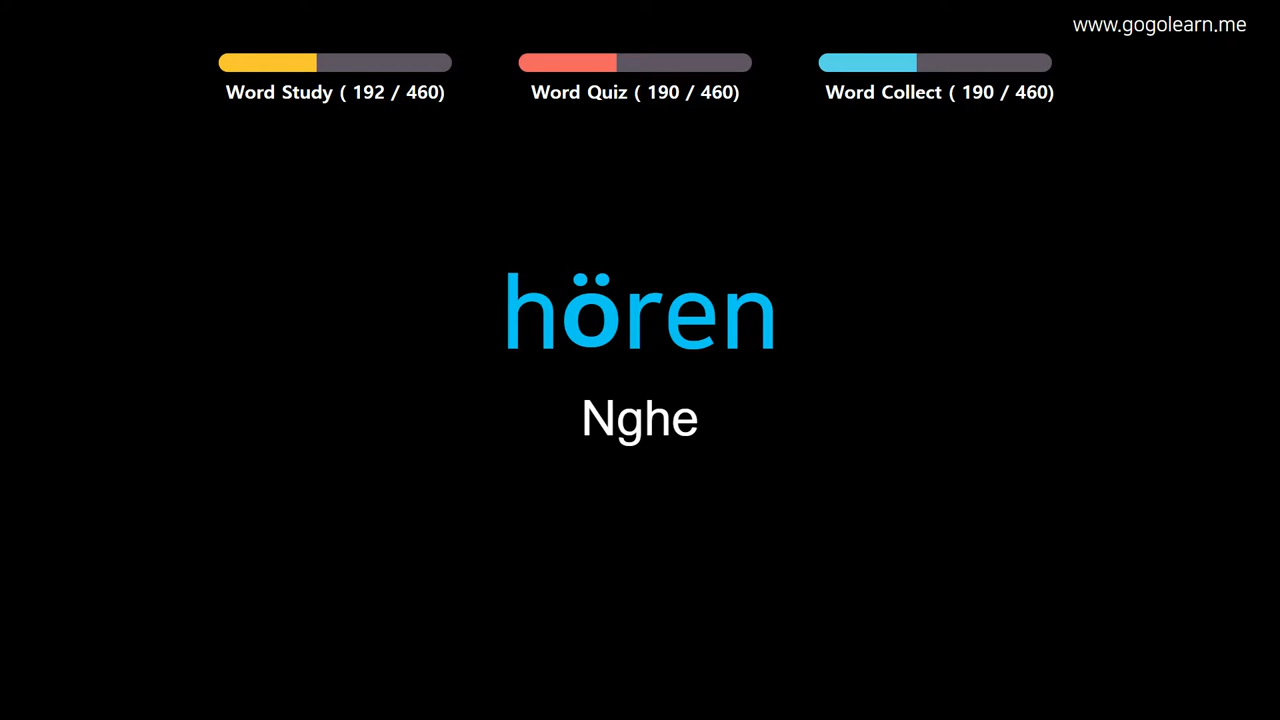 www.gogolearn.me
Word Study ( 192 / 460)
Word Quiz ( 190 / 460)
Word Collect ( 190 / 460)
hören
Nghe